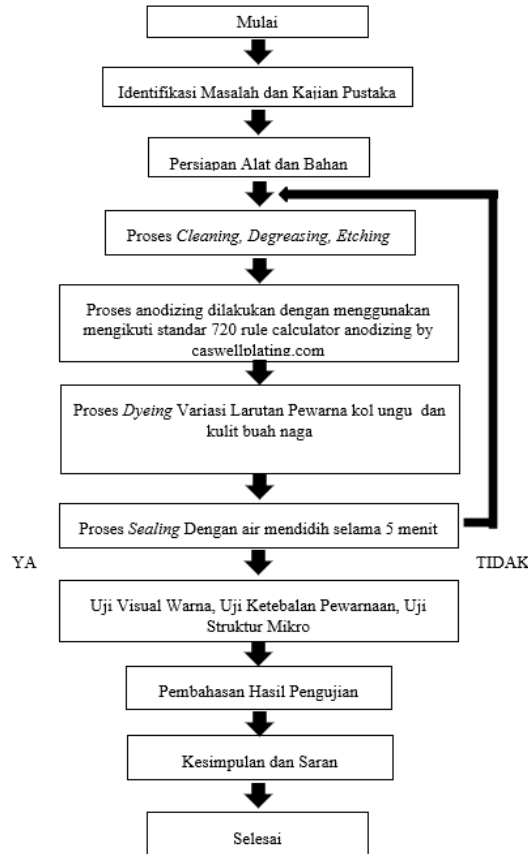 Mulai
Identifikasi Masalah dan Kajian Pustaka
Persiapan Alat dan Bahan
Proses Cleaning, Degreasing, Etching
Proses anodizing dilakukan dengan menggunakan
mengikuti standar 720 rule calculator anodizing by
caswellplating.com
Proses Dyeing Variasi Larutan Pewarna kol ungu dan
kulit buah naga
Proses Sealing Dengan air mendidih selama 5 menit
YA
TIDAK
Uji Visual Warna, Uji Ketebalan Pewarnaan, Uji
Struktur Mikro
Pembahasan Hasil Pengujian
Kesimpulan dan Saran
Selesai